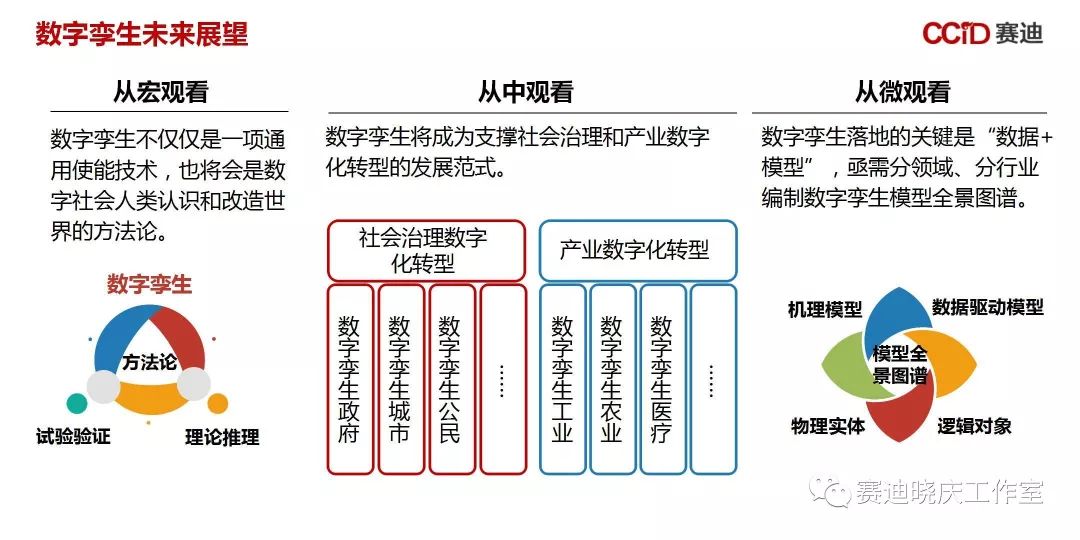 数字孪生未来展望
CCiD 赛迪
从宏观看
数字孪生不仅仅是一项通
用使能技术，也将会是数
字社会人类认识和改造世
界的方法论。
数字孪生
方法论
试验验证
理论推理
从中观看
数字孪生将成为支撑社会治理和产业数字
化转型的发展范式。
社会治理数字
化转型
数字孪生政府
数字孪生城市
数字孪生公民
……
产业数字化转型
数字孪生工业
数字孪生农业
数字孪生医疗
……
从微观看
数字孪生落地的关键是“数据+
模型”，亟需分领域、分行业
编制数字孪生模型全景图谱。
机理模型
数据驱动模型
模型全
景图谱
物理实体
逻辑对象
赛迪晓庆工作室